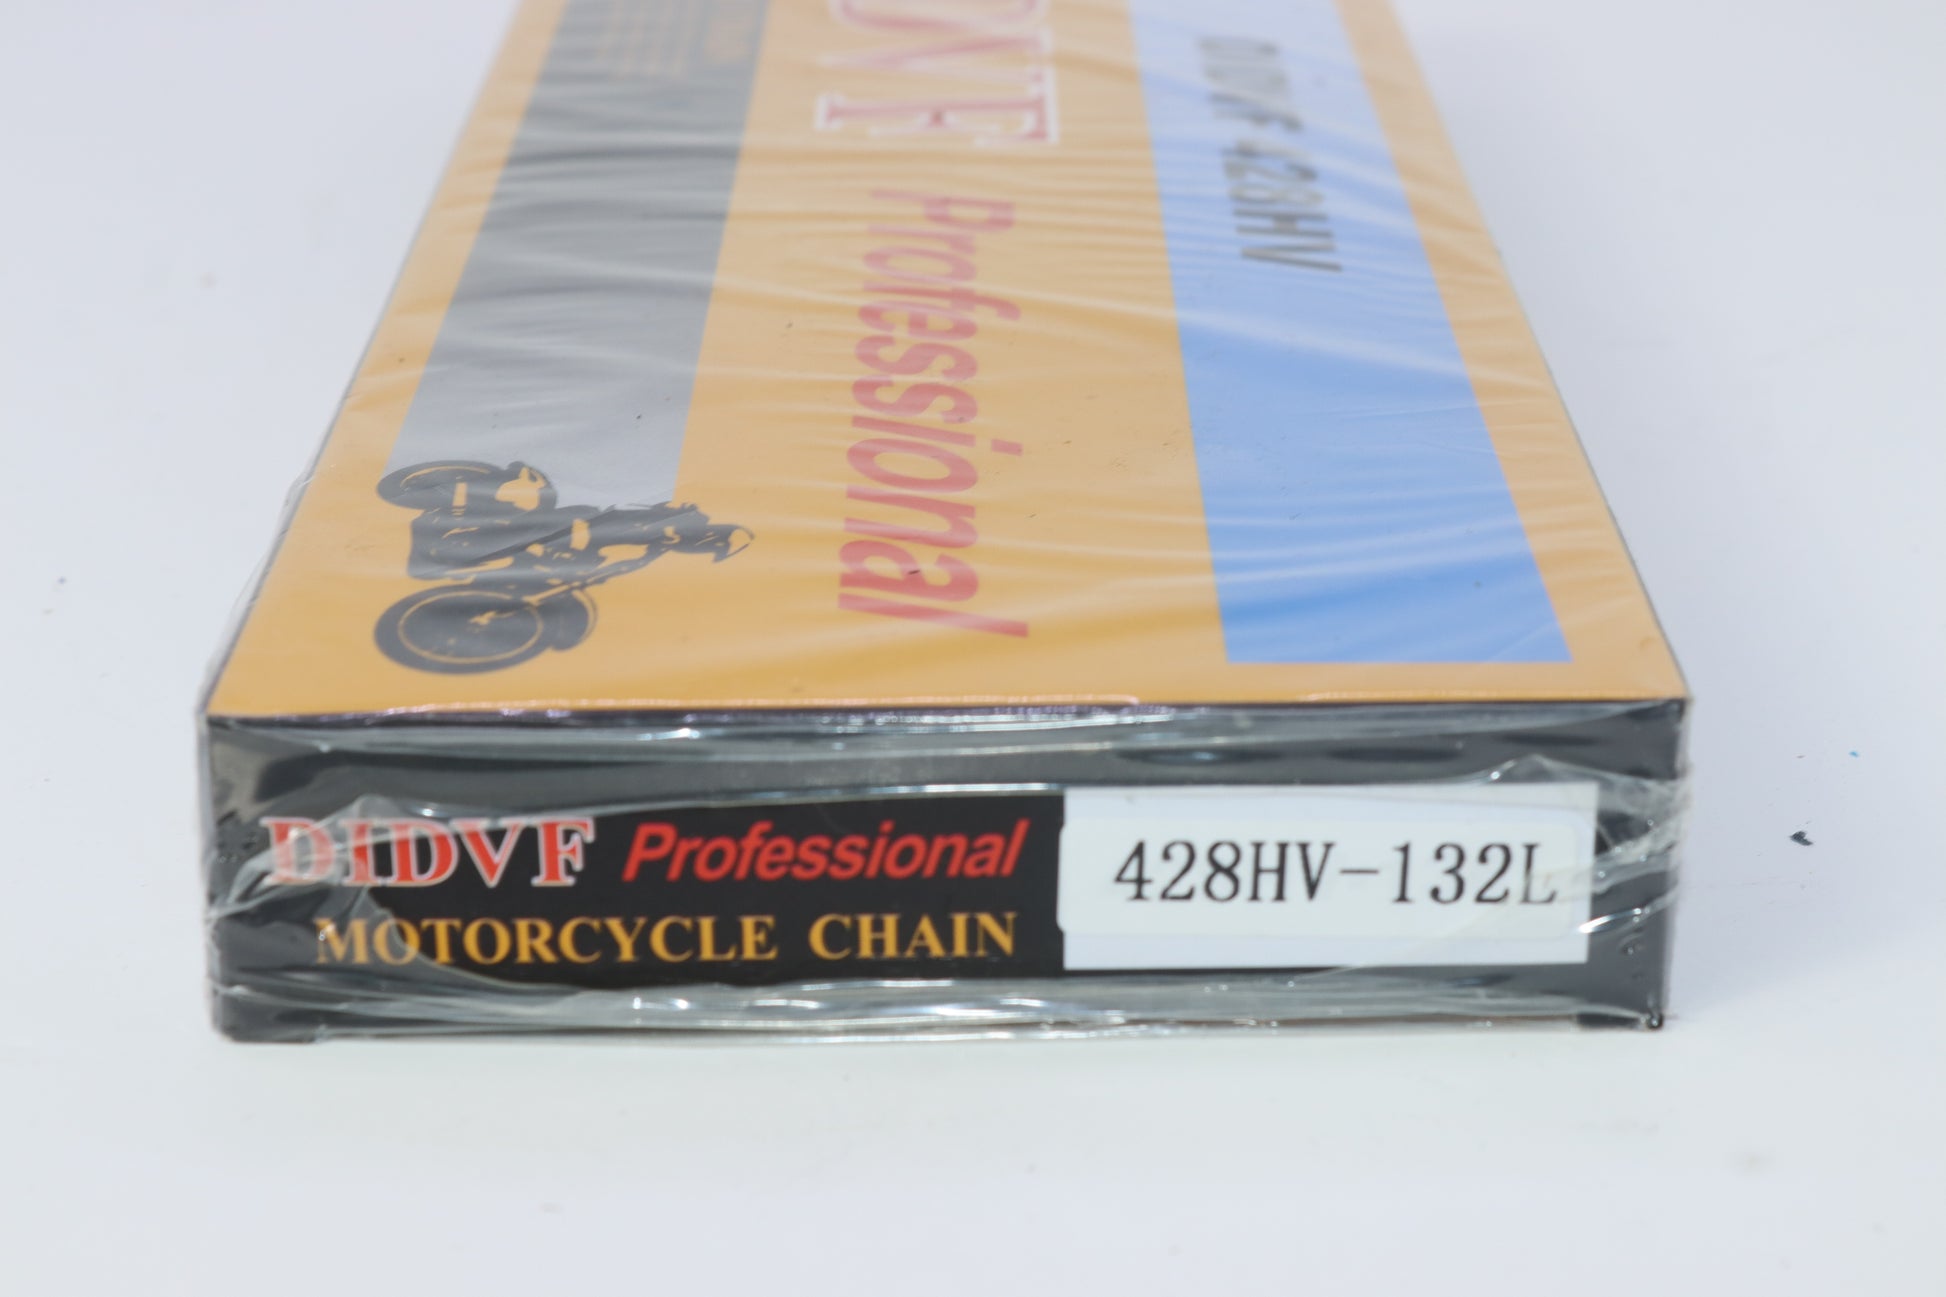 Professional
428HV
DIDVF Professional
MOTORCYCLE CHAIN
428HV-132L